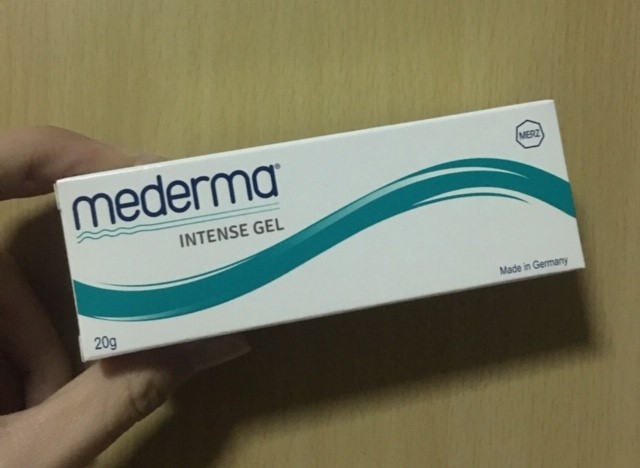 MERZ
mederma®
INTENSE GEL
Made in Germany
20g